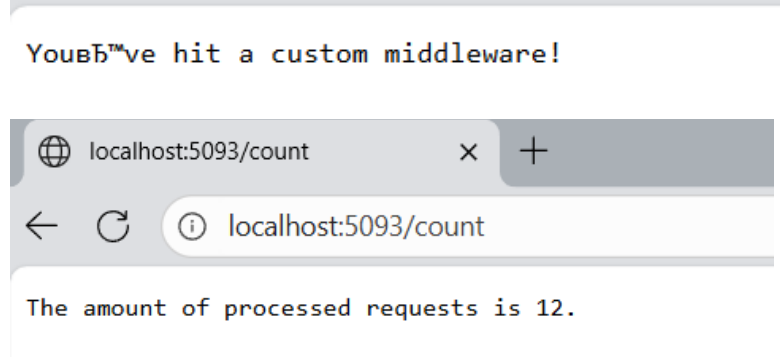 YouвЂ™ve hit a custom middleware!
localhost:5093/count
localhost:5093/count
The amount of processed requests is 12.